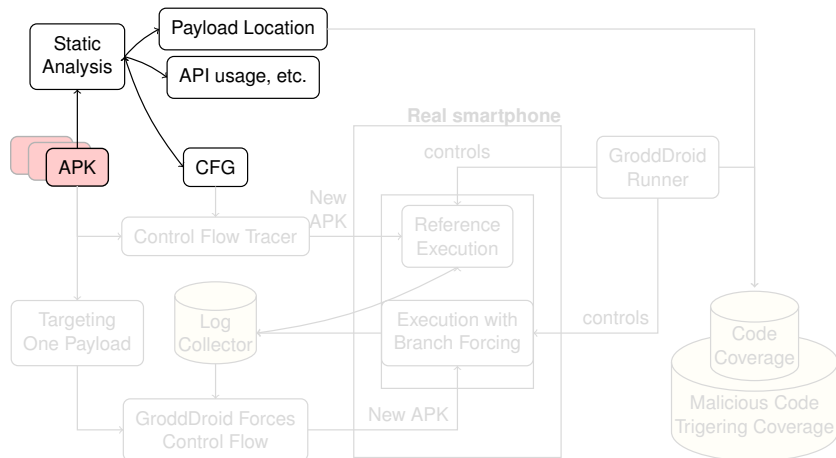 Payload Location
Static
Analysis
API usage, etc.
Real smartphone
controls
GroddDroid
Runner
APK
CFG
New
APK
Reference
Execution
Control Flow Tracer
Targeting
One Payload
Log
Collector
Execution with
Branch Forcing
controls
Code
Coverage
Malicious Code
Trigering Coverage
GroddDroid Forces
Control Flow
New APK